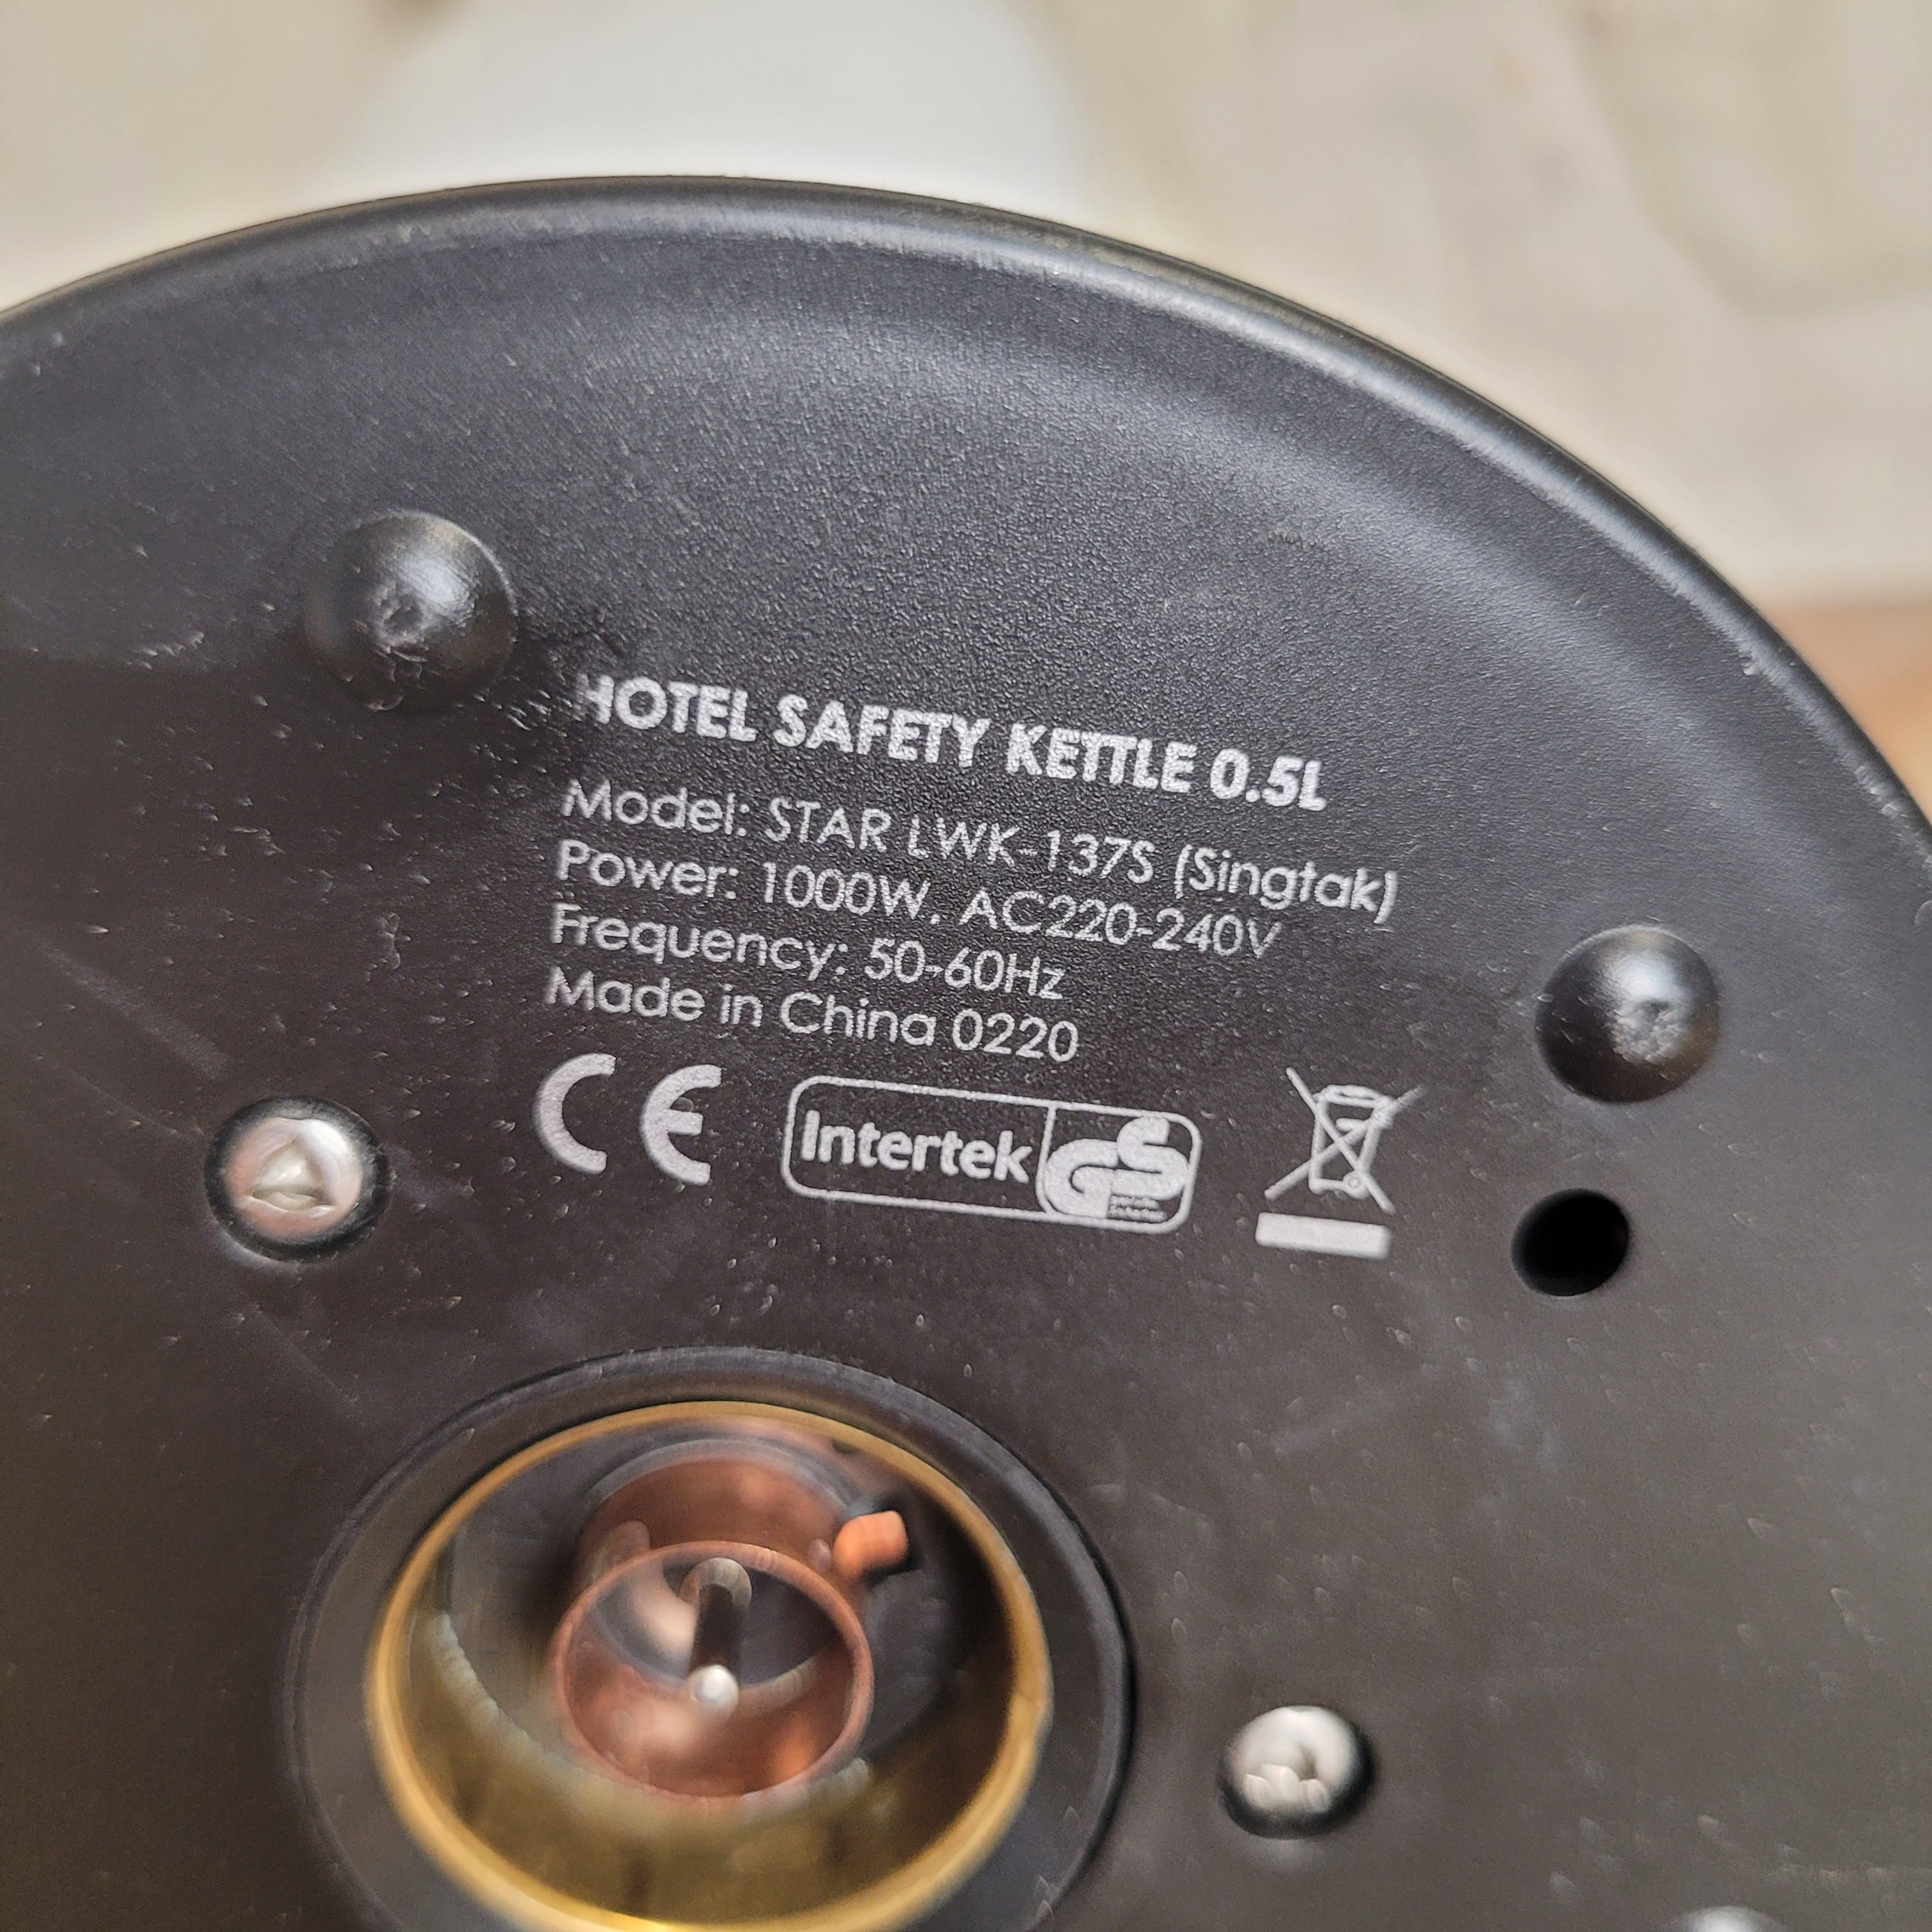 HOTEL SAFETY KETTLE 0.5L
Model: STAR LWK-137S (Singtak)
Power: 1000W. AC220-240V
Frequency: 50-60Hz
Made in China 0220
CE
Intertek GS